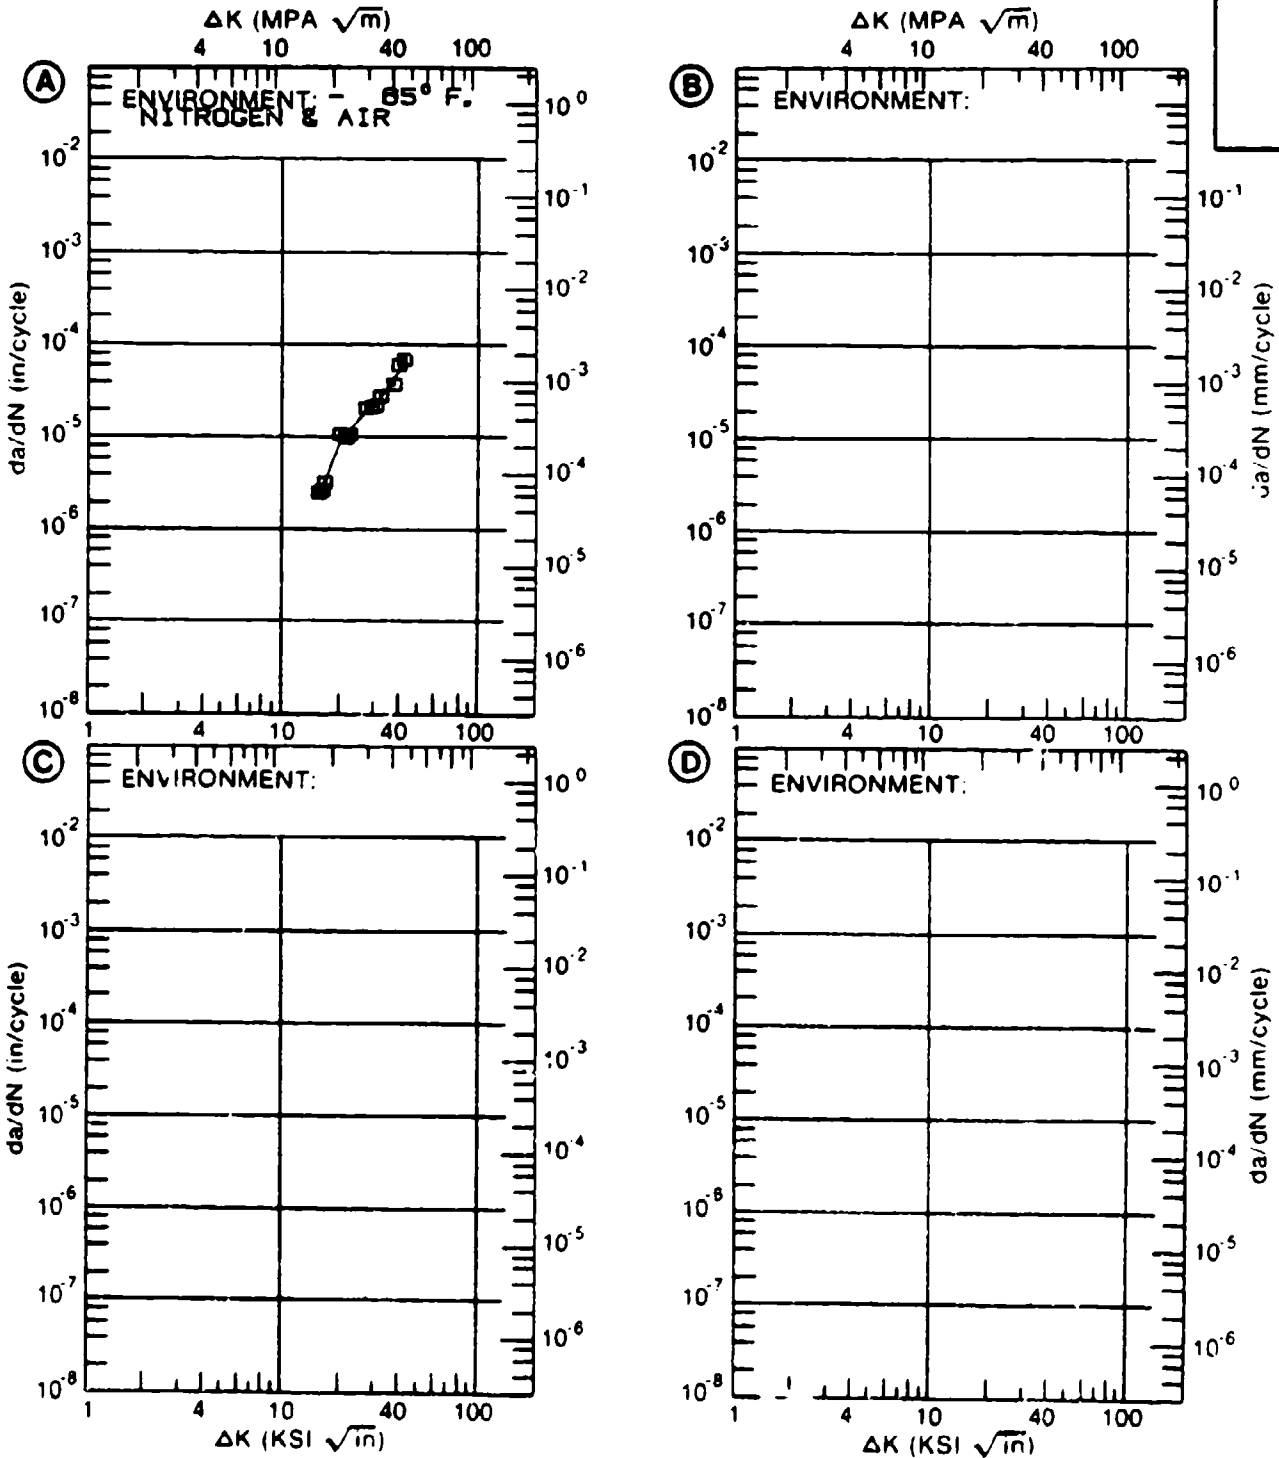 ΔK (MPA √m)
4 10 40 100
ΔK (MPA √m)
4 10 40 100
A
ENVIRONMENT: - 65° F.
NITROGEN & AIR
10⁰
10⁻¹
10⁻²
10⁻³
10⁻⁴
10⁻⁵
10⁻⁶
10⁻²
10⁻³
10⁻⁴
10⁻⁵
10⁻⁶
10⁻⁷
10⁻⁸
da/dN (in/cycle)
1 4 10 40 100
B
ENVIRONMENT:
10⁻²
10⁻³
10⁻⁴
10⁻⁵
10⁻⁶
10⁻⁷
10⁻⁸
10⁻¹
10⁻²
10⁻³
10⁻⁴
10⁻⁵
10⁻⁶
da/dN (mm/cycle)
1 4 10 40 100
C
ENVIRONMENT:
10⁻²
10⁻³
10⁻⁴
10⁻⁵
10⁻⁶
10⁻⁷
10⁻⁸
da/dN (in/cycle)
10⁰
10⁻¹
10⁻²
10⁻³
10⁻⁴
10⁻⁵
10⁻⁶
1 4 10 40 100
ΔK (KSI √in)
D
ENVIRONMENT:
10⁻²
10⁻³
10⁻⁴
10⁻⁵
10⁻⁶
10⁻⁷
10⁻⁸
10⁰
10⁻¹
10⁻²
10⁻³
10⁻⁴
10⁻⁵
10⁻⁶
da/dN (mm/cycle)
1 4 10 40 100
ΔK (KSI √in)